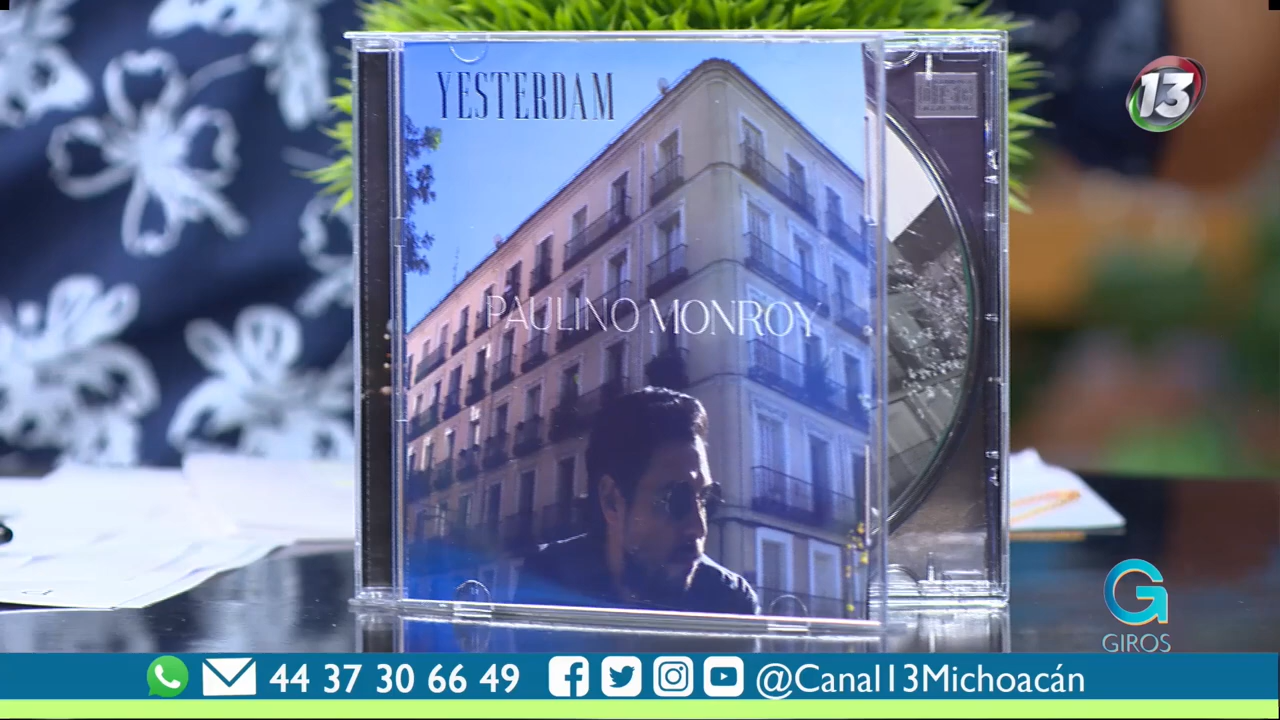 YESTERDAM
13
PAULINO MONROY
G
GIROS
44 37 30 66 49 @Canal13Michoacán